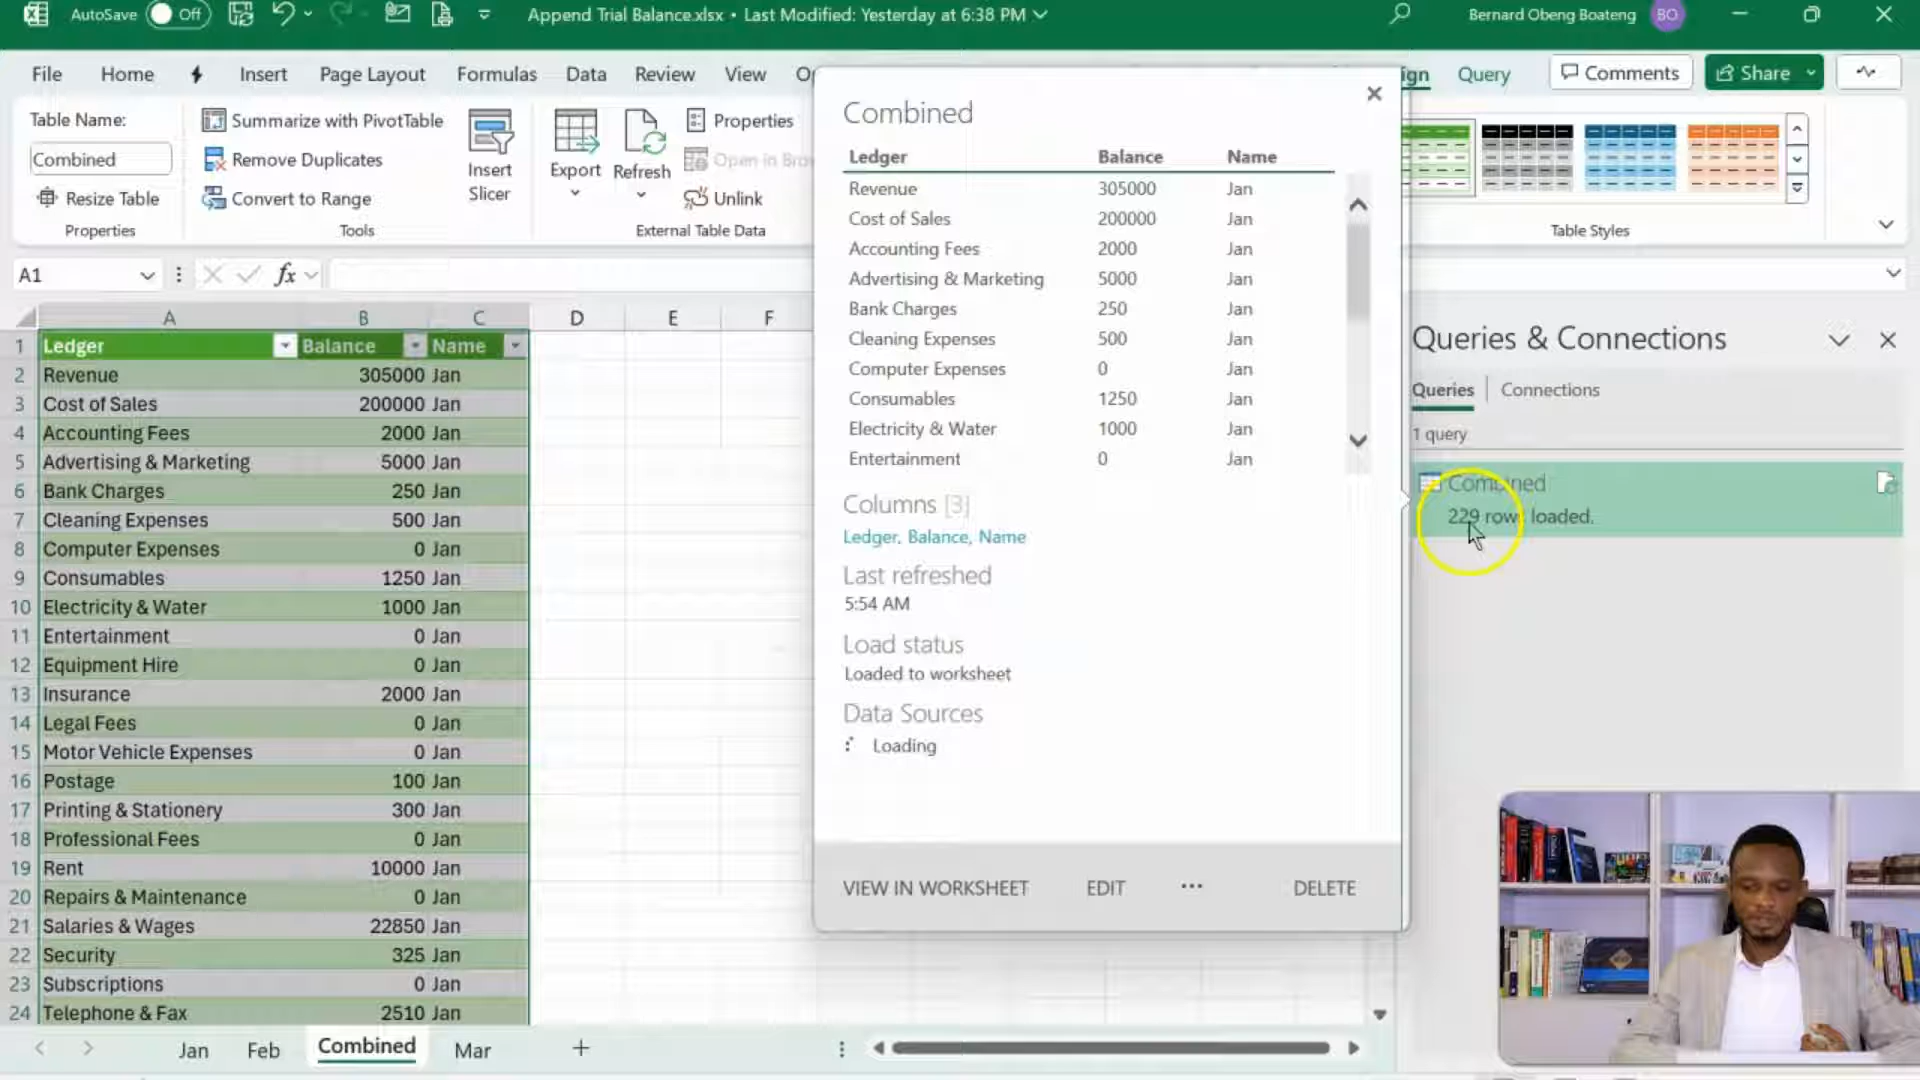 AutoSave Off Append Trial Balance.xlsx • Last Modified: Yesterday at 6:38 PM Bernard Obeng Boateng BO
File Home Insert Page Layout Formulas Data Review View Query Comments Share
Table Name:
Combined
Resize Table
Properties
Summarize with PivotTable
Remove Duplicates
Convert to Range
Tools
Insert
Slicer
Export
Refresh
Properties
Open in Bro
Unlink
External Table Data
Table Styles
A1 fx
A B C D E F
1 Ledger Balance Name
2 Revenue 305000 Jan
3 Cost of Sales 200000 Jan
4 Accounting Fees 2000 Jan
5 Advertising & Marketing 5000 Jan
6 Bank Charges 250 Jan
7 Cleaning Expenses 500 Jan
8 Computer Expenses 0 Jan
9 Consumables 1250 Jan
10 Electricity & Water 1000 Jan
11 Entertainment 0 Jan
12 Equipment Hire 0 Jan
13 Insurance 2000 Jan
14 Legal Fees 0 Jan
15 Motor Vehicle Expenses 0 Jan
16 Postage 100 Jan
17 Printing & Stationery 300 Jan
18 Professional Fees 0 Jan
19 Rent 10000 Jan
20 Repairs & Maintenance 0 Jan
21 Salaries & Wages 22850 Jan
22 Security 325 Jan
23 Subscriptions 0 Jan
24 Telephone & Fax 2510 Jan
Jan Feb Combined Mar
Combined
Ledger Balance Name
Revenue 305000 Jan
Cost of Sales 200000 Jan
Accounting Fees 2000 Jan
Advertising & Marketing 5000 Jan
Bank Charges 250 Jan
Cleaning Expenses 500 Jan
Computer Expenses 0 Jan
Consumables 1250 Jan
Electricity & Water 1000 Jan
Entertainment 0 Jan
Columns [3]
Ledger, Balance, Name
Last refreshed
5:54 AM
Load status
Loaded to worksheet
Data Sources
Loading
VIEW IN WORKSHEET EDIT ... DELETE
Queries & Connections
Queries | Connections
1 query
Combined
229 rows loaded.